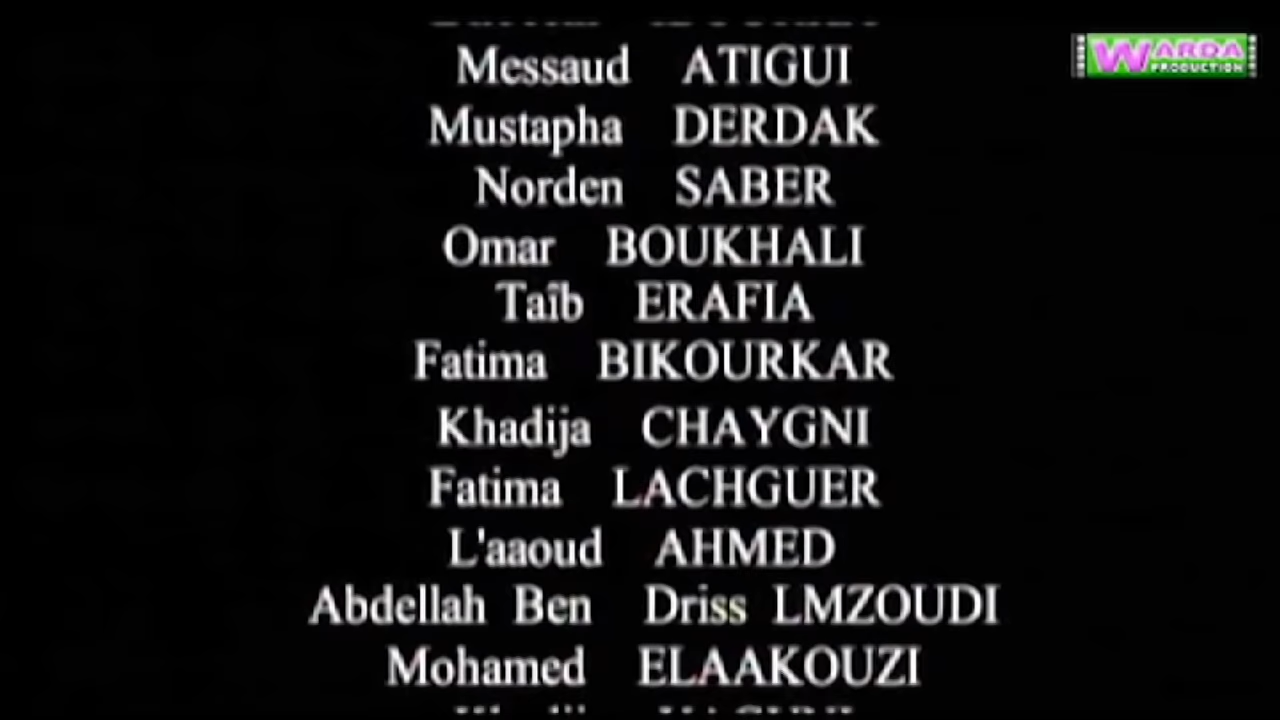 Messaud ATIGUI
WARDA
PRODUCTION
Mustapha DERDAK
Norden SABER
Omar BOUKHALI
Taîb ERAFIA
Fatima BIKOURKAR
Khadija CHAYGNI
Fatima LACHGUER
L'aaoud AHMED
Abdellah Ben Driss LMZOUDI
Mohamed ELAAKOUZI